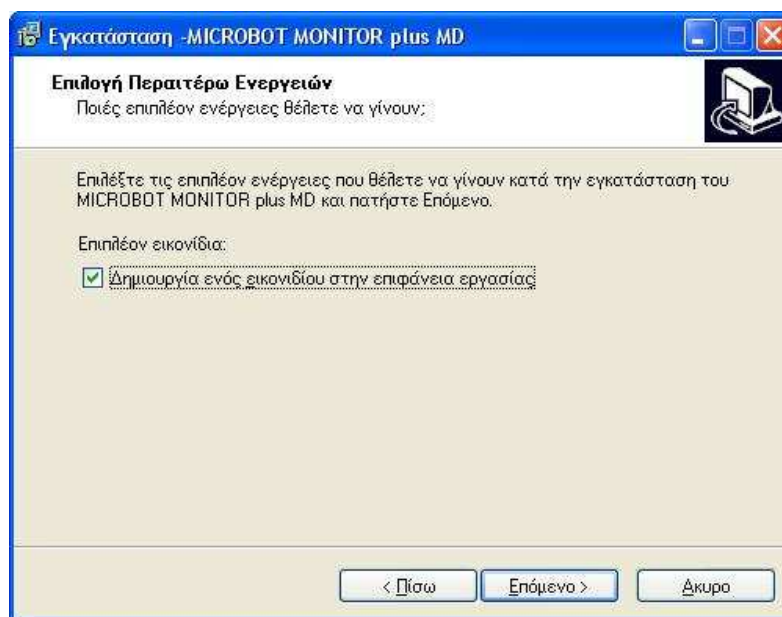 Εγκατάσταση -MICROBOT MONITOR plus MD
Επιλογή Περαιτέρω Ενεργειών
Ποιές επιπλέον ενέργειες θέλετε να γίνουν;
Επιλέξτε τις επιπλέον ενέργειες που θέλετε να γίνουν κατά την εγκατάσταση του
MICROBOT MONITOR plus MD και πατήστε Επόμενο.
Επιπλέον εικονίδια:
Δημιουργία ενός εικονιδίου στην επιφάνεια εργασίας
< Πίσω Επόμενο > Ακυρο